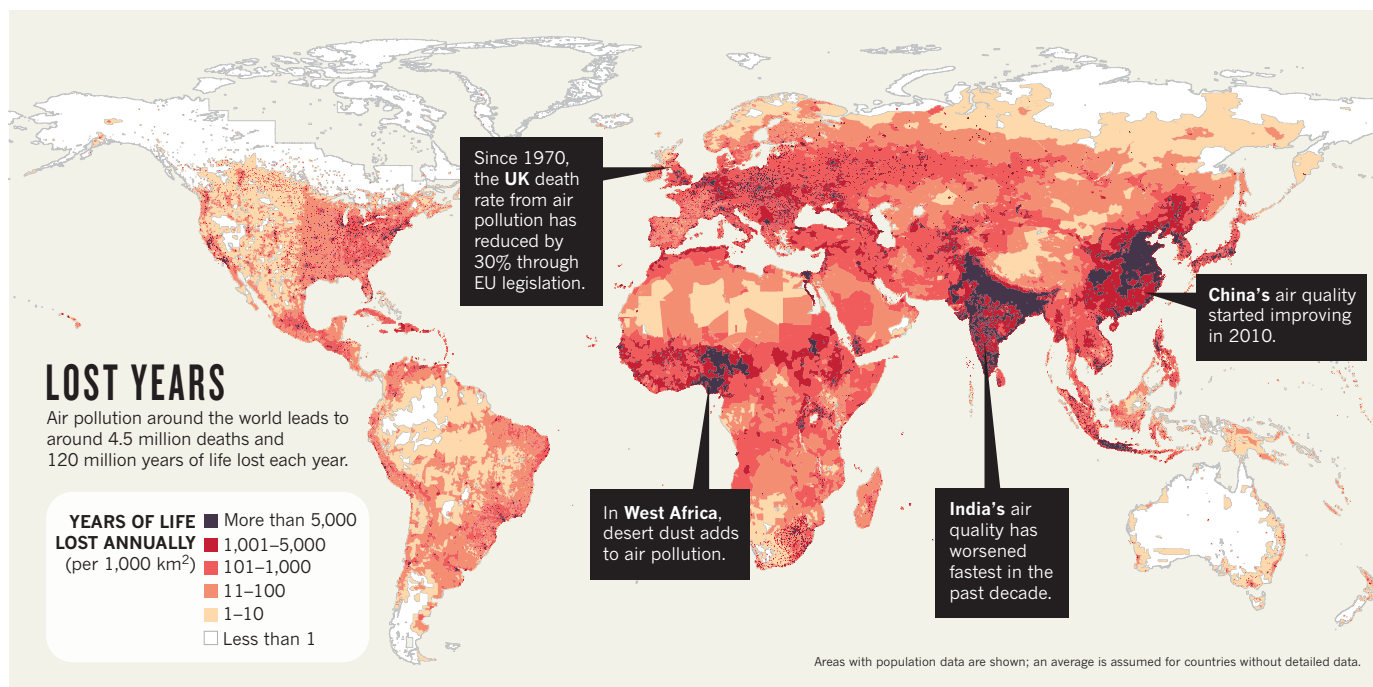 Since 1970,
the UK death
rate from air
pollution has
reduced by
30% through
EU legislation.
China's air quality
started improving
in 2010.
LOST YEARS
Air pollution around the world leads to
around 4.5 million deaths and
120 million years of life lost each year.
In West Africa,
desert dust adds
to air pollution.
India's air
quality has
worsened
fastest in the
past decade.
YEARS OF LIFE
LOST ANNUALLY
(per 1,000 km²)
More than 5,000
1,001–5,000
101–1,000
11–100
1–10
Less than 1
Areas with population data are shown; an average is assumed for countries without detailed data.